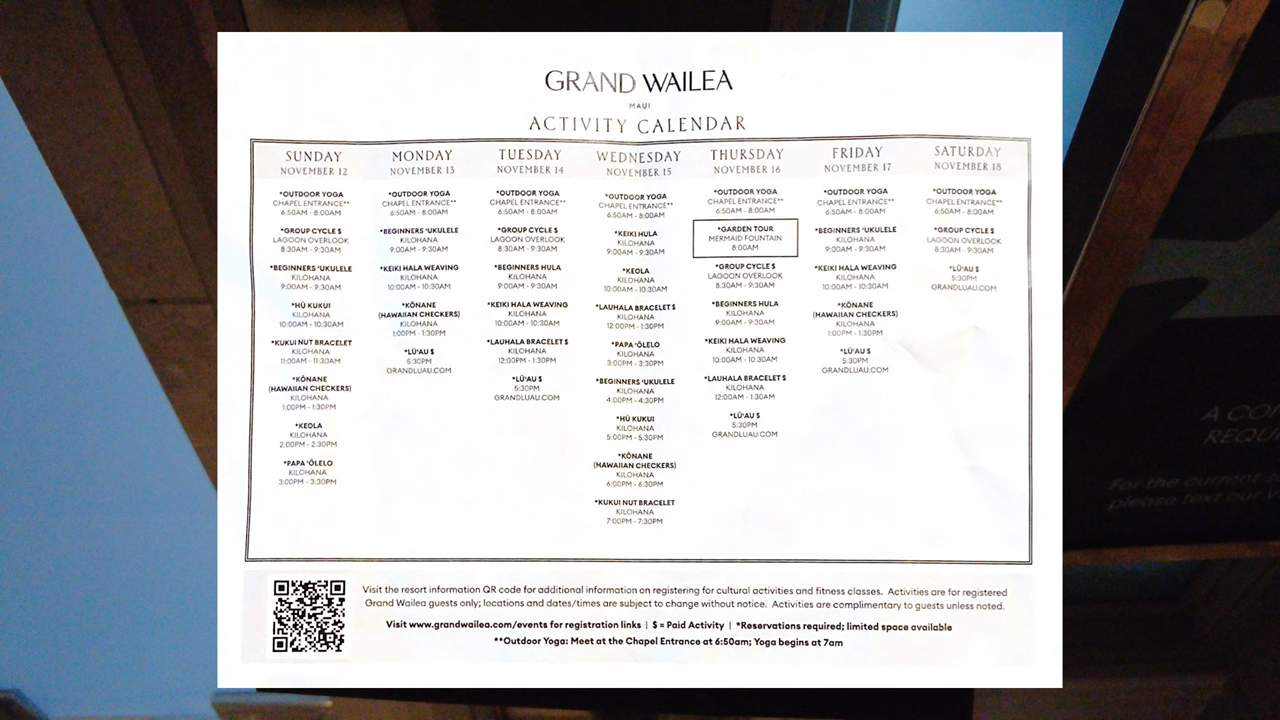 GRAND WAILEA
MAUI
ACTIVITY CALENDAR
SUNDAY
NOVEMBER 12
*OUTDOOR YOGA
CHAPEL ENTRANCE**
6:50AM - 8:00AM
*GROUP CYCLE $
LAGOON OVERLOOK
8:30AM - 9:30AM
*BEGINNERS 'UKULELE
KILOHANA
9:00AM - 9:30AM
*HŪ KUKUI
KILOHANA
10:00AM - 10:30AM
*KUKUI NUT BRACELET
KILOHANA
11:00AM - 11:30AM
*KŌNANE
(HAWAIIAN CHECKERS)
KILOHANA
1:00PM - 1:30PM
*KEOLA
KILOHANA
2:00PM - 2:30PM
*PAPA 'ŌLELO
KILOHANA
3:00PM - 3:30PM
MONDAY
NOVEMBER 13
*OUTDOOR YOGA
CHAPEL ENTRANCE**
6:50AM - 8:00AM
*BEGINNERS 'UKULELE
KILOHANA
9:00AM - 9:30AM
*KEIKI HALA WEAVING
KILOHANA
10:00AM - 10:30AM
*KŌNANE
(HAWAIIAN CHECKERS)
KILOHANA
1:00PM - 1:30PM
*LŪ'AU $
5:30PM
GRANDLUAU.COM
TUESDAY
NOVEMBER 14
*OUTDOOR YOGA
CHAPEL ENTRANCE**
6:50AM - 8:00AM
*GROUP CYCLE $
LAGOON OVERLOOK
8:30AM - 9:30AM
*BEGINNERS HULA
KILOHANA
9:00AM - 9:30AM
*KEIKI HALA WEAVING
KILOHANA
10:00AM - 10:30AM
*LAUHALA BRACELET $
KILOHANA
12:00PM - 1:30PM
*LŪ'AU $
5:30PM
GRANDLUAU.COM
WEDNESDAY
NOVEMBER 15
*OUTDOOR YOGA
CHAPEL ENTRANCE**
6:50AM - 8:00AM
*KEIKI HULA
KILOHANA
9:00AM - 9:30AM
*KEOLA
KILOHANA
10:00AM - 10:30AM
*LAUHALA BRACELET $
KILOHANA
12:00PM - 1:30PM
*PAPA 'ŌLELO
KILOHANA
3:00PM - 3:30PM
*BEGINNERS 'UKULELE
KILOHANA
4:00PM - 4:30PM
*HŪ KUKUI
KILOHANA
5:00PM - 5:30PM
*KŌNANE
(HAWAIIAN CHECKERS)
KILOHANA
6:00PM - 6:30PM
*KUKUI NUT BRACELET
KILOHANA
7:00PM - 7:30PM
THURSDAY
NOVEMBER 16
*OUTDOOR YOGA
CHAPEL ENTRANCE**
6:50AM - 8:00AM
*GARDEN TOUR
MERMAID FOUNTAIN
8:00AM
*GROUP CYCLE $
LAGOON OVERLOOK
8:30AM - 9:30AM
*BEGINNERS HULA
KILOHANA
9:00AM - 9:30AM
*KEIKI HALA WEAVING
KILOHANA
10:00AM - 10:30AM
*LAUHALA BRACELET $
KILOHANA
12:00AM - 1:30AM
*LŪ'AU $
5:30PM
GRANDLUAU.COM
FRIDAY
NOVEMBER 17
*OUTDOOR YOGA
CHAPEL ENTRANCE**
6:50AM - 8:00AM
*BEGINNERS 'UKULELE
KILOHANA
9:00AM - 9:30AM
*KEIKI HALA WEAVING
KILOHANA
10:00AM - 10:30AM
*KŌNANE
(HAWAIIAN CHECKERS)
KILOHANA
1:00PM - 1:30PM
*LŪ'AU $
5:30PM
GRANDLUAU.COM
SATURDAY
NOVEMBER 18
*OUTDOOR YOGA
CHAPEL ENTRANCE**
6:50AM - 8:00AM
*GROUP CYCLE $
LAGOON OVERLOOK
8:30AM - 9:30AM
*LŪ'AU $
5:30PM
GRANDLUAU.COM
Visit the resort information QR code for additional information on registering for cultural activities and fitness classes. Activities are for registered
Grand Wailea guests only; locations and dates/times are subject to change without notice. Activities are complimentary to guests unless noted.
Visit www.grandwailea.com/events for registration links | $ = Paid Activity | *Reservations required; limited space available
**Outdoor Yoga: Meet at the Chapel Entrance at 6:50am; Yoga begins at 7am
For the current
please text our